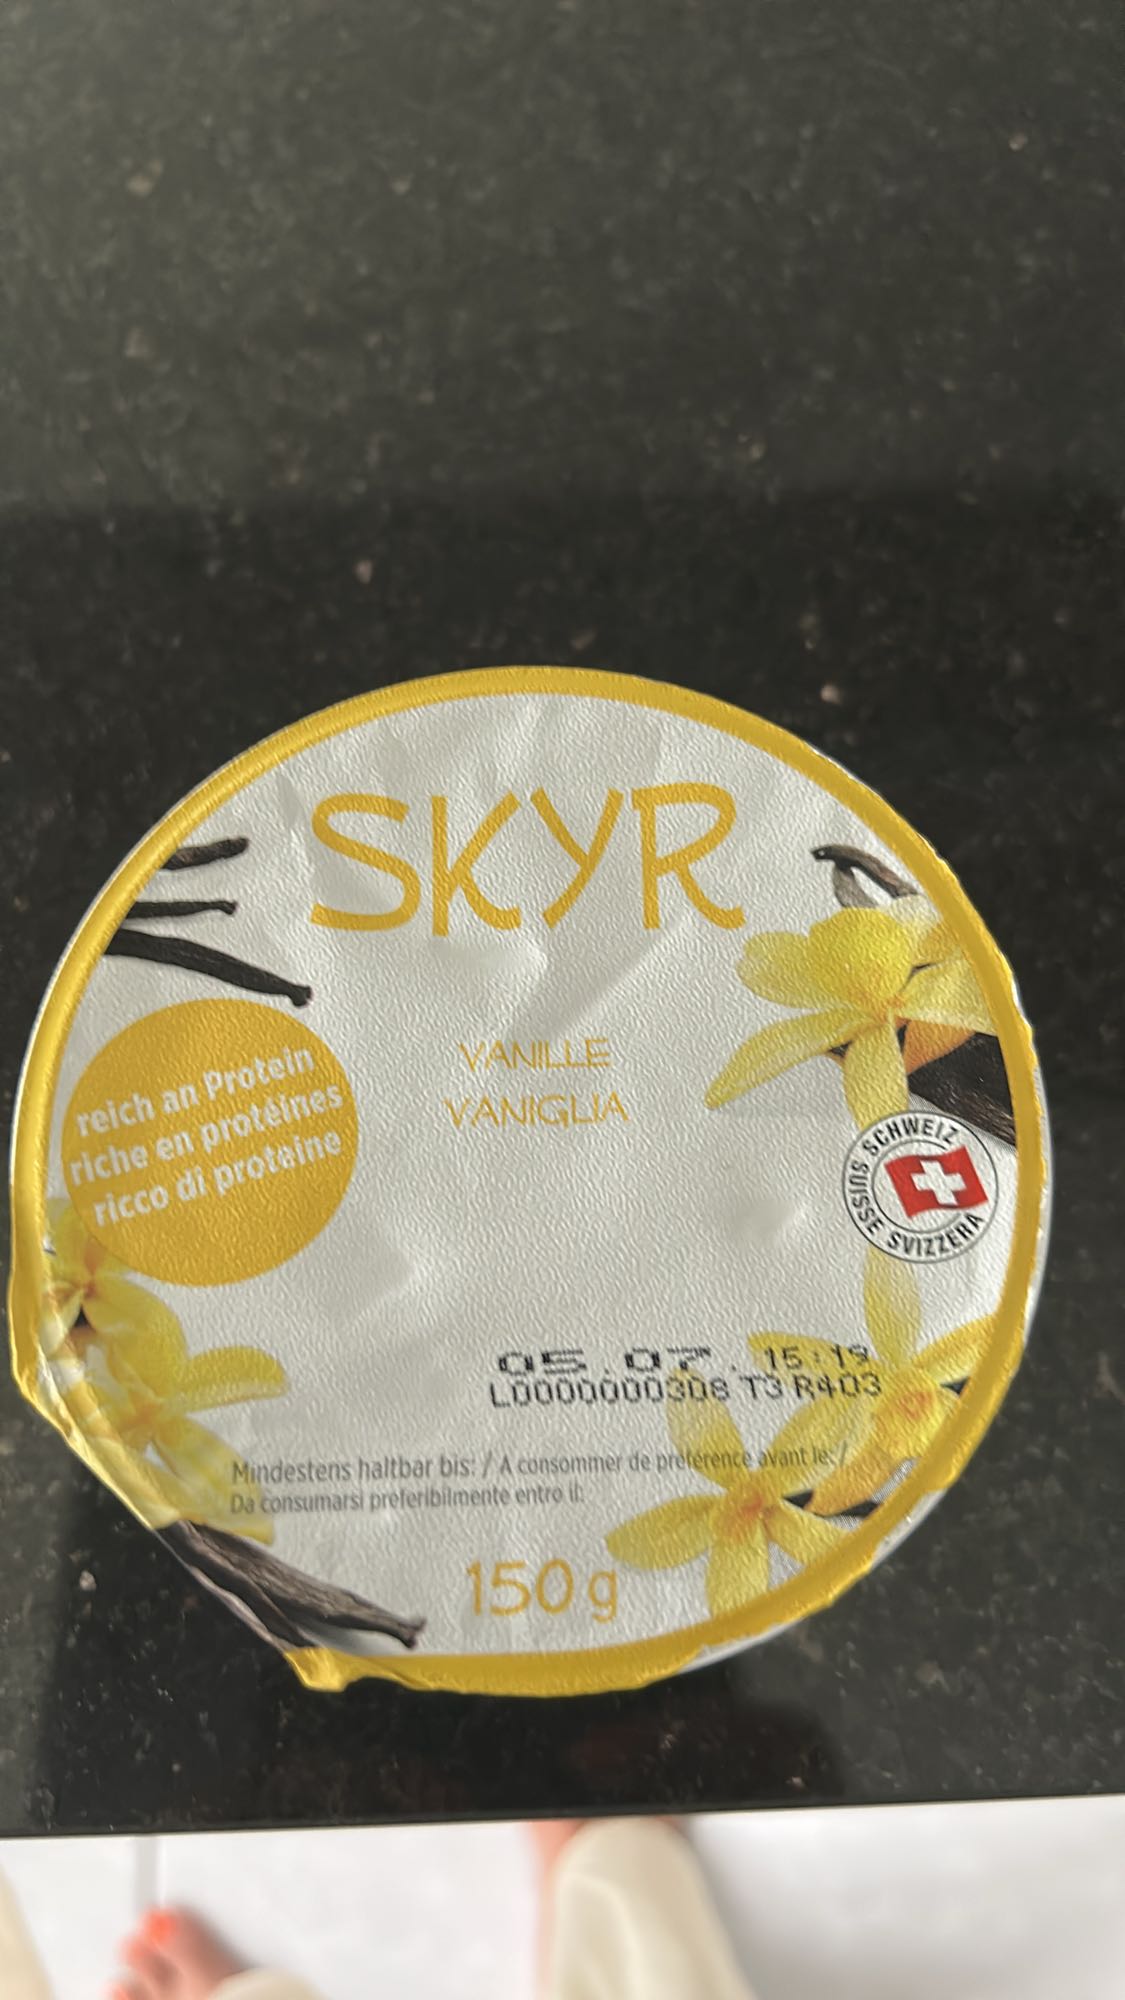 SKYR
VANILLE
VANIGLIA
reich an Protein
riche en protéines
ricco di proteine
SCHWEIZ
SUISSE SVIZZERA
05.07. 15:19
L0000000308 T3 R403
Mindestens haltbar bis: / A consommer de préférence avant le: /
Da consumarsi preferibilmente entro il:
150 g